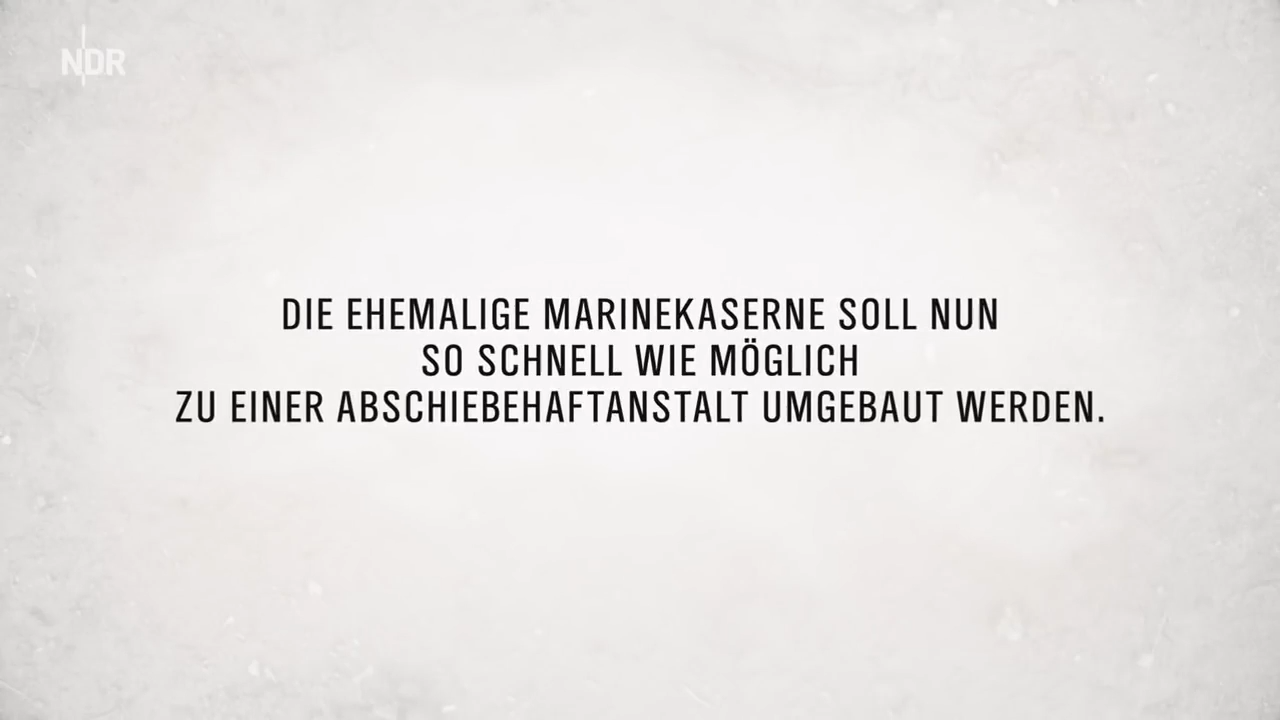 NDR
DIE EHEMALIGE MARINEKASERNE SOLL NUN
SO SCHNELL WIE MÖGLICH
ZU EINER ABSCHIEBEHAFTANSTALT UMGEBAUT WERDEN.